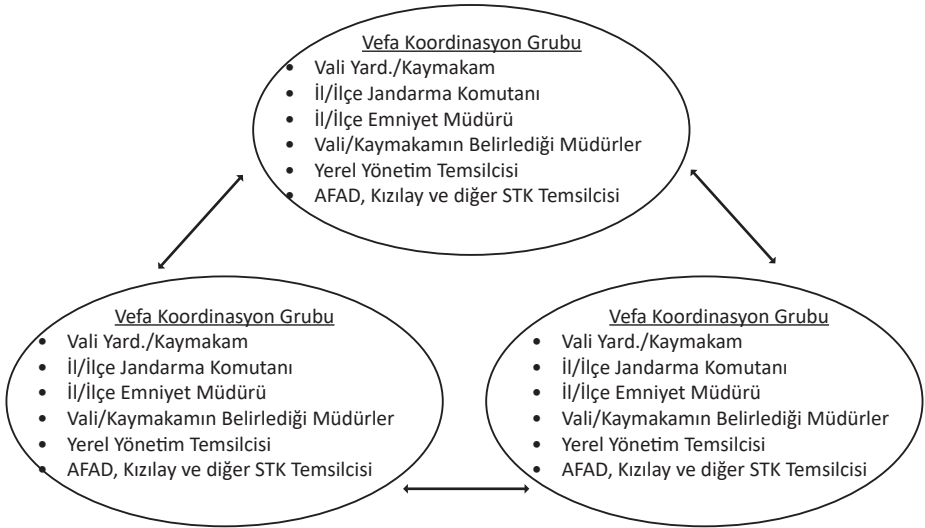 Vefa Koordinasyon Grubu
• Vali Yard./Kaymakam
• İl/İlçe Jandarma Komutanı
• İl/İlçe Emniyet Müdürü
• Vali/Kaymakamın Belirlediği Müdürler
• Yerel Yönetim Temsilcisi
• AFAD, Kızılay ve diğer STK Temsilcisi
Vefa Koordinasyon Grubu
• Vali Yard./Kaymakam
• İl/İlçe Jandarma Komutanı
• İl/İlçe Emniyet Müdürü
• Vali/Kaymakamın Belirlediği Müdürler
• Yerel Yönetim Temsilcisi
• AFAD, Kızılay ve diğer STK Temsilcisi
Vefa Koordinasyon Grubu
• Vali Yard./Kaymakam
• İl/İlçe Jandarma Komutanı
• İl/İlçe Emniyet Müdürü
• Vali/Kaymakamın Belirlediği Müdürler
• Yerel Yönetim Temsilcisi
• AFAD, Kızılay ve diğer STK Temsilcisi